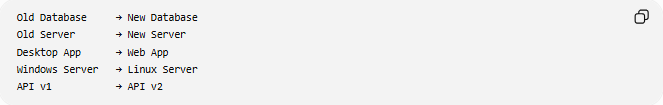 Old Database → New Database
Old Server → New Server
Desktop App → Web App
Windows Server → Linux Server
API v1 → API v2